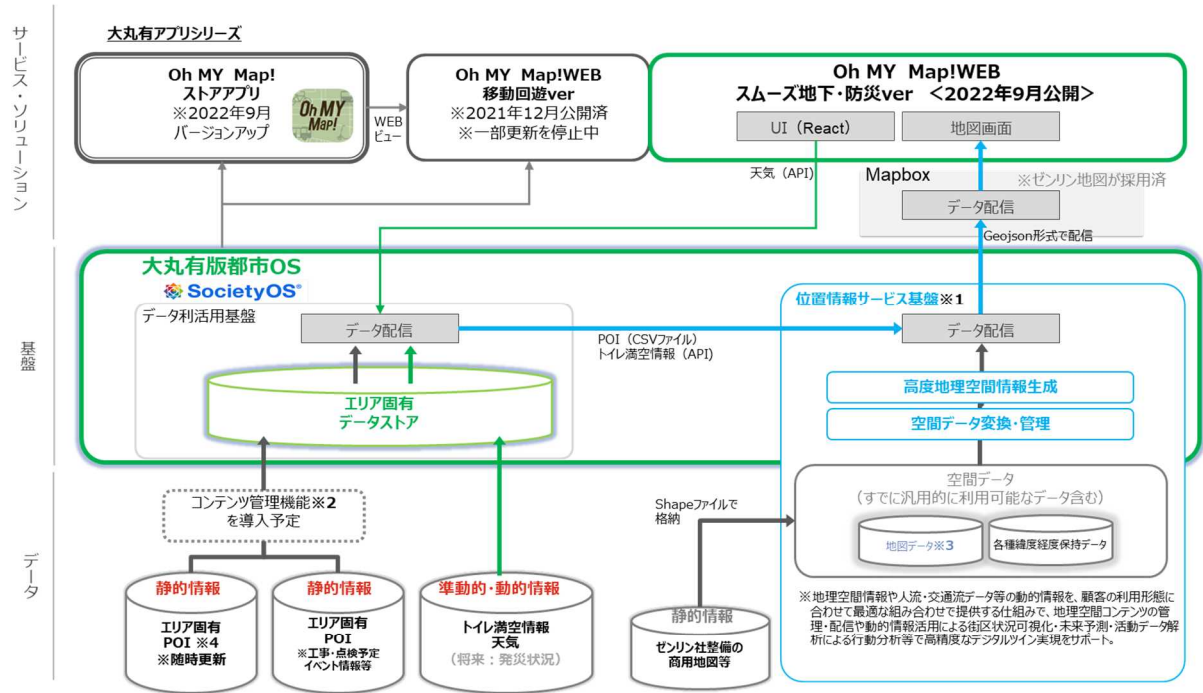 サービス・ソリューション
大丸有アプリシリーズ
Oh MY Map!
ストアアプリ
※2022年9月
バージョンアップ
Oh MY
Map!
WEB
ビュー
Oh MY Map!WEB
移動回遊ver
※2021年12月公開済
※一部更新を停止中
Oh MY Map!WEB
スムーズ地下・防災ver <2022年9月公開>
UI(React)
地図画面
天気(API)
Mapbox
※ゼンリン地図が採用済
データ配信
Geojson形式で配信
基盤
大丸有版都市OS
SocietyOS®
データ利活用基盤
データ配信
POI(CSVファイル)
トイレ満空情報(API)
エリア固有
データストア
位置情報サービス基盤※1
データ配信
高度地理空間情報生成
空間データ変換・管理
データ
コンテンツ管理機能※2
を導入予定
静的情報
エリア固有
POI ※4
※随時更新
静的情報
エリア固有
POI
※工事・点検予定
イベント情報等
準動的・動的情報
トイレ満空情報
天気
(将来:発災状況)
Shapeファイルで
格納
静的情報
ゼンリン社整備の
商用地図等
空間データ
(すでに汎用的に利用可能なデータ含む)
地図データ※3
各種緯度経度保持データ
※地理空間情報や人流・交通流データ等の動的情報を、顧客の利用形態に
合わせて最適な組み合わせで提供する仕組みで、地理空間コンテンツの管
理・配信や動的情報活用による街区状況可視化・未来予測・活動データ解
析による行動分析等で高精度なデジタルツイン実現をサポート。